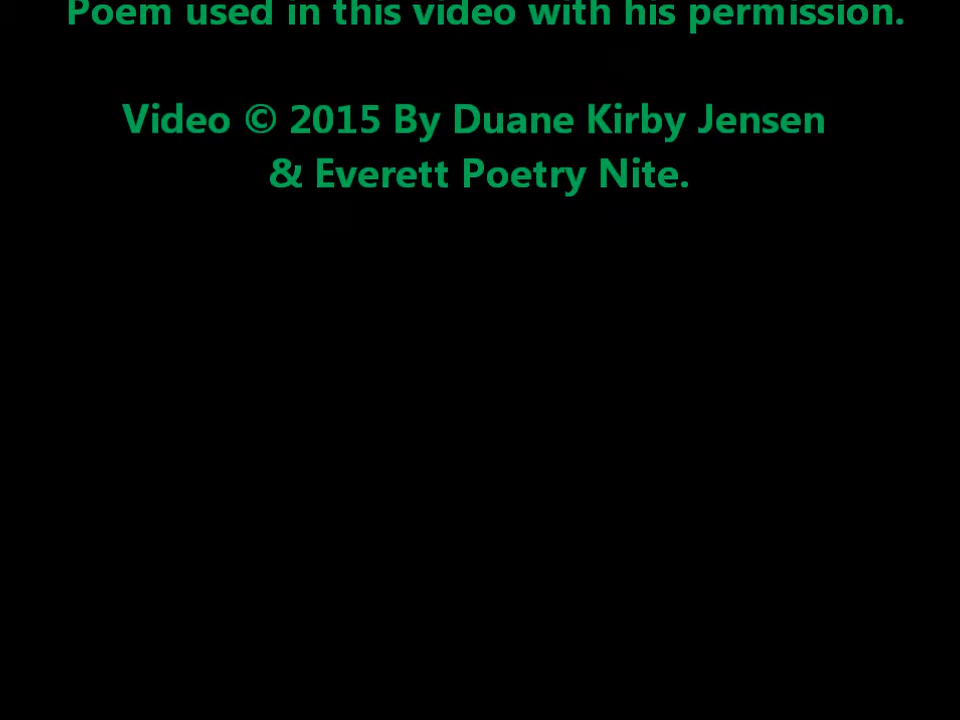 Poem used in this video with his permission.
Video © 2015 By Duane Kirby Jensen
& Everett Poetry Nite.